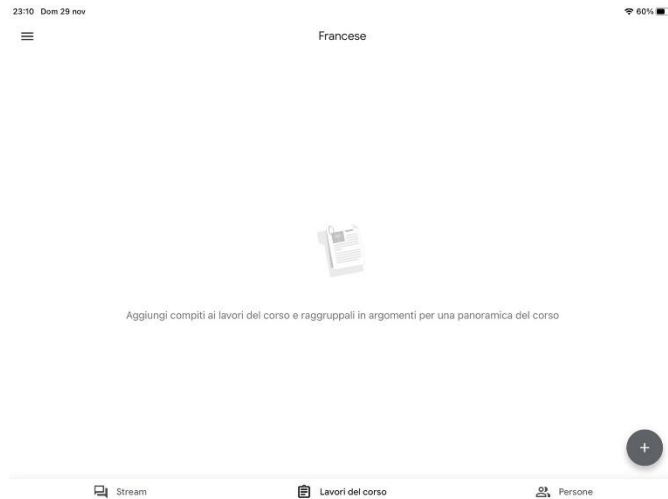 23:10 Dom 29 nov
60%
Francese
Aggiungi compiti ai lavori del corso e raggruppali in argomenti per una panoramica del corso
Stream
Lavori del corso
Persone